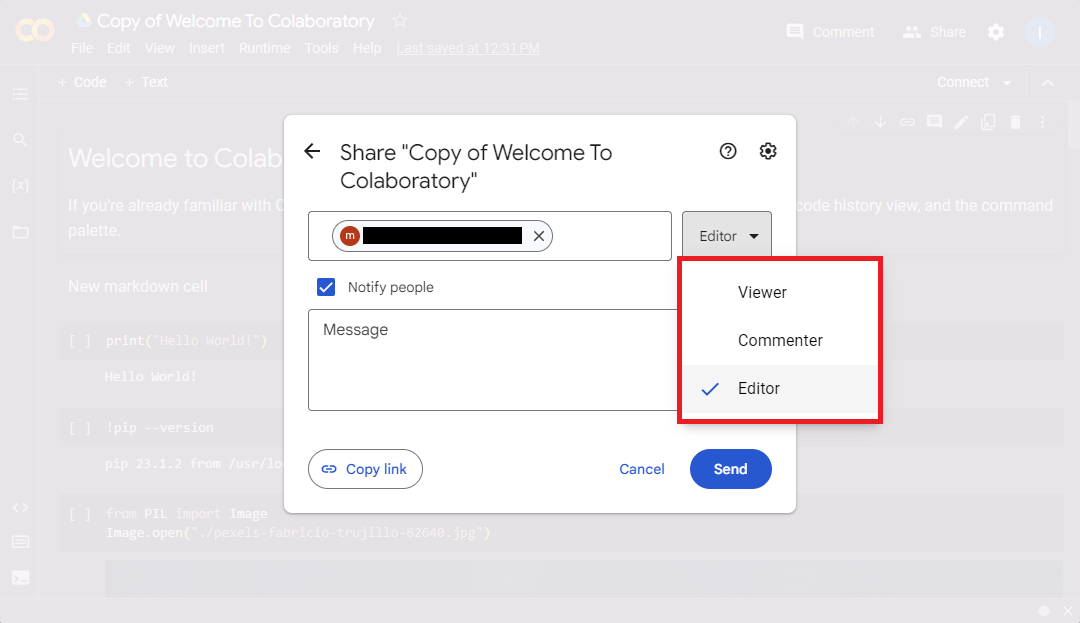 Copy of Welcome To Colaboratory
File Edit View Insert Runtime Tools Help Last saved at 12:31 PM
Comment Share I
+ Code + Text
Connect
Welcome to Colab
If you're already familiar with C
code history view, and the command
palette.
New markdown cell
[ ] print("Hello World!")
Hello World!
[ ] !pip --version
pip 23.1.2 from /usr/lo
[ ] from PIL import Image
Image.open("./pexels-fabricio-trujillo-62640.jpg")
Share "Copy of Welcome To
Colaboratory"
m
Editor
Notify people
Message
Viewer
Commenter
Editor
Copy link
Cancel
Send